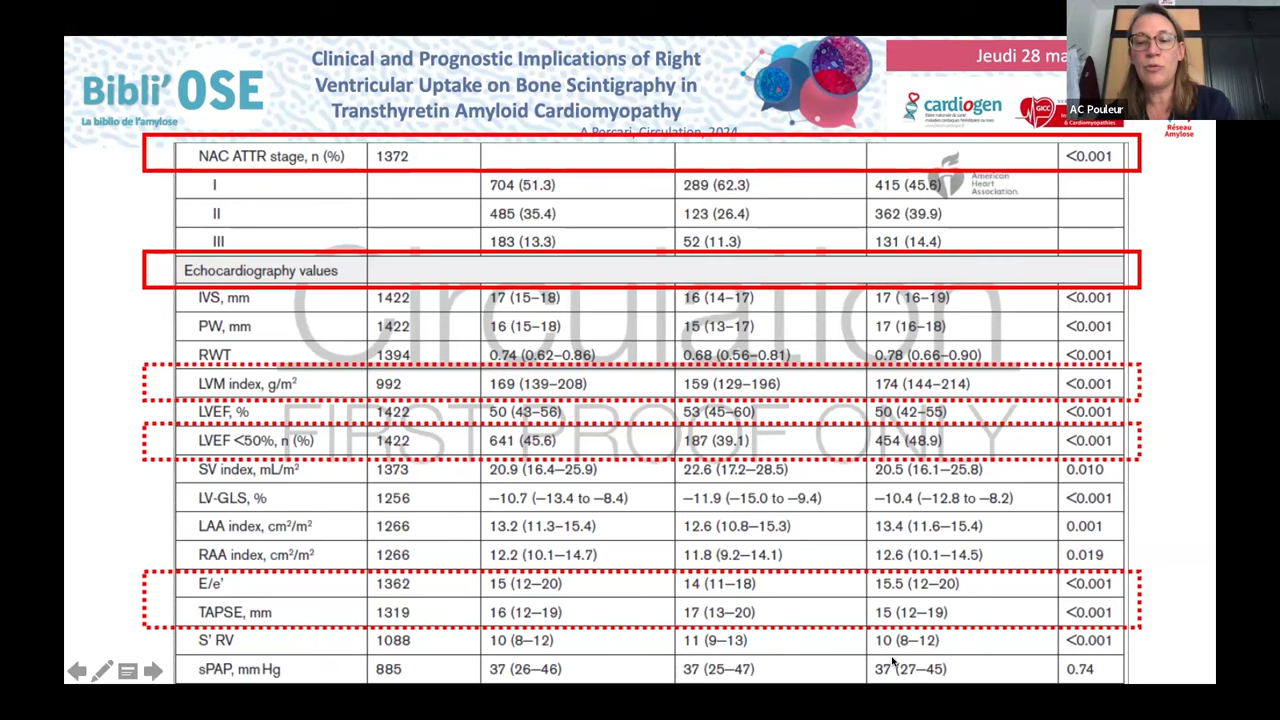 Bibli' OSE
La biblio de l'amylose
Clinical and Prognostic Implications of Right
Ventricular Uptake on Bone Scintigraphy in
Transthyretin Amyloid Cardiomyopathy
A Porcari, Circulation, 2024
Jeudi 28 ma
cardiogen
GICC
& Cardiomyopathies
Réseau
Amylose
AC Pouleur
American
Heart
Association.
Circulation
FIRST PROOF ONLY
NAC ATTR stage, n (%) 1372 <0.001
I 704 (51.3) 289 (62.3) 415 (45.6)
II 485 (35.4) 123 (26.4) 362 (39.9)
III 183 (13.3) 52 (11.3) 131 (14.4)
Echocardiography values
IVS, mm 1422 17 (15–18) 16 (14–17) 17 ( 16–19) <0.001
PW, mm 1422 16 (15–18) 15 (13–17) 17 (16–18) <0.001
RWT 1394 0.74 (0.62–0.86) 0.68 (0.56–0.81) 0.78 (0.66–0.90) <0.001
LVM index, g/m² 992 169 (139–208) 159 (129–196) 174 (144–214) <0.001
LVEF, % 1422 50 (43–56) 53 (45–60) 50 (42–55) <0.001
LVEF <50%, n (%) 1422 641 (45.6) 187 (39.1) 454 (48.9) <0.001
SV index, mL/m² 1373 20.9 (16.4–25.9) 22.6 (17.2–28.5) 20.5 (16.1–25.8) 0.010
LV-GLS, % 1256 –10.7 (–13.4 to –8.4) –11.9 (–15.0 to –9.4) –10.4 (–12.8 to –8.2) <0.001
LAA index, cm²/m² 1266 13.2 (11.3–15.4) 12.6 (10.8–15.3) 13.4 (11.6–15.4) 0.001
RAA index, cm²/m² 1266 12.2 (10.1–14.7) 11.8 (9.2–14.1) 12.6 (10.1–14.5) 0.019
E/e' 1362 15 (12–20) 14 (11–18) 15.5 (12–20) <0.001
TAPSE, mm 1319 16 (12–19) 17 (13–20) 15 (12–19) <0.001
S' RV 1088 10 (8–12) 11 (9–13) 10 (8–12) <0.001
sPAP, mm Hg 885 37 (26–46) 37 (25–47) 37 (27–45) 0.74